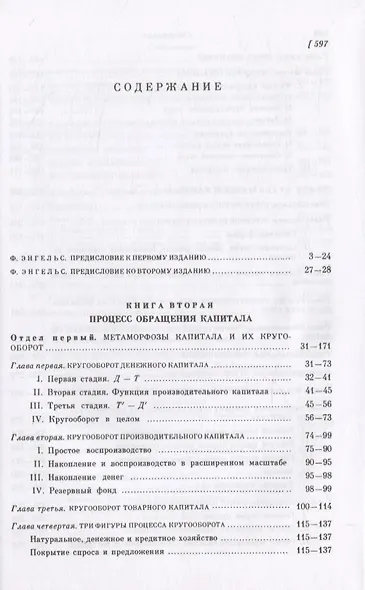 [ 597
СОДЕРЖАНИЕ
Ф. ЭНГЕЛЬС. ПРЕДИСЛОВИЕ К ПЕРВОМУ ИЗДАНИЮ 3—24
Ф. ЭНГЕЛЬС. ПРЕДИСЛОВИЕ КО ВТОРОМУ ИЗДАНИЮ 27—28
КНИГА ВТОРАЯ
ПРОЦЕСС ОБРАЩЕНИЯ КАПИТАЛА
Отдел первый. МЕТАМОРФОЗЫ КАПИТАЛА И ИХ КРУГО-
ОБОРОТ 31—171
Глава первая. КРУГООБОРОТ ДЕНЕЖНОГО КАПИТАЛА 31—73
I. Первая стадия. Д — Т 32—41
II. Вторая стадия. Функция производительного капитала 41—45
III. Третья стадия. Т' — Д' 45—56
IV. Кругооборот в целом 56—73
Глава вторая. КРУГООБОРОТ ПРОИЗВОДИТЕЛЬНОГО КАПИТАЛА 74—99
I. Простое воспроизводство 75—90
II. Накопление и воспроизводство в расширенном масштабе 90—95
III. Накопление денег 95—98
IV. Резервный фонд 98—99
Глава третья. КРУГООБОРОТ ТОВАРНОГО КАПИТАЛА 100—114
Глава четвертая. ТРИ ФИГУРЫ ПРОЦЕССА КРУГООБОРОТА 115—137
Натуральное, денежное и кредитное хозяйство 115—137
Покрытие спроса и предложения 115—137